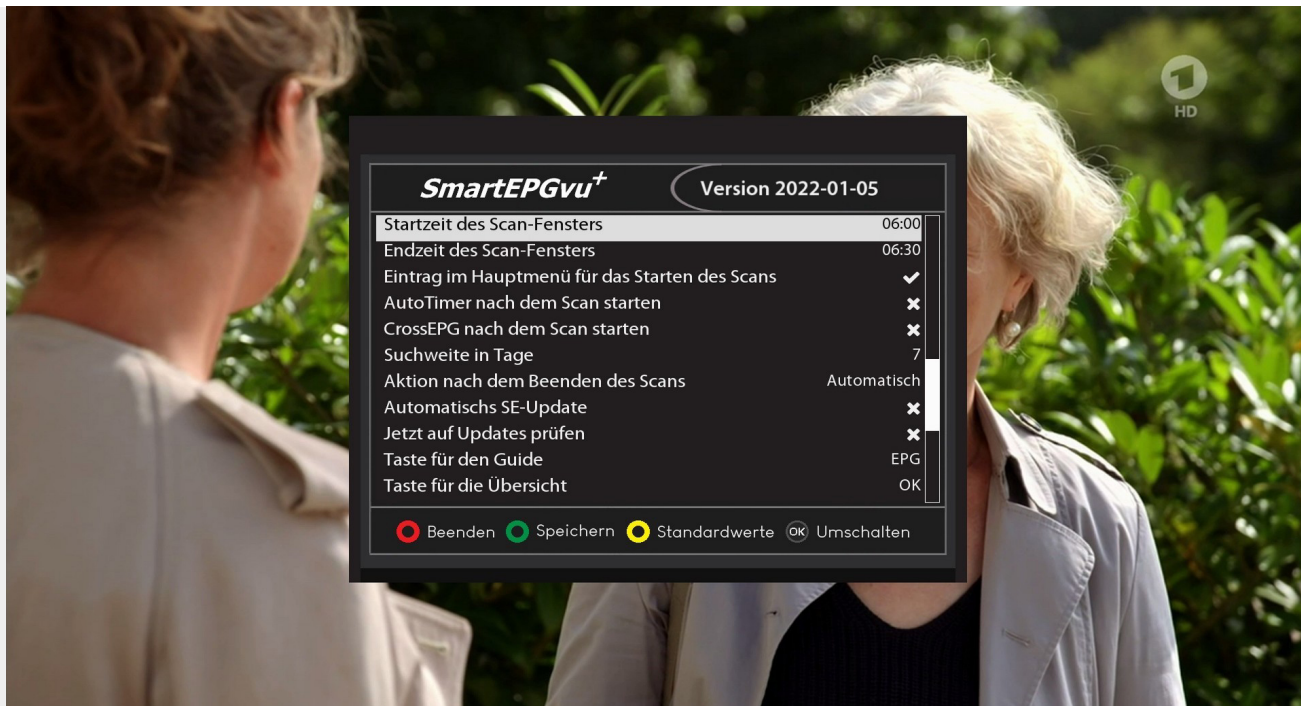 1
HD
SmartEPGvu+
Version 2022-01-05
Startzeit des Scan-Fensters 06:00
Endzeit des Scan-Fensters 06:30
Eintrag im Hauptmenü für das Starten des Scans
AutoTimer nach dem Scan starten
CrossEPG nach dem Scan starten
Suchweite in Tage 7
Aktion nach dem Beenden des Scans Automatisch
Automatischs SE-Update
Jetzt auf Updates prüfen
Taste für den Guide EPG
Taste für die Übersicht OK
Beenden Speichern Standardwerte OK Umschalten